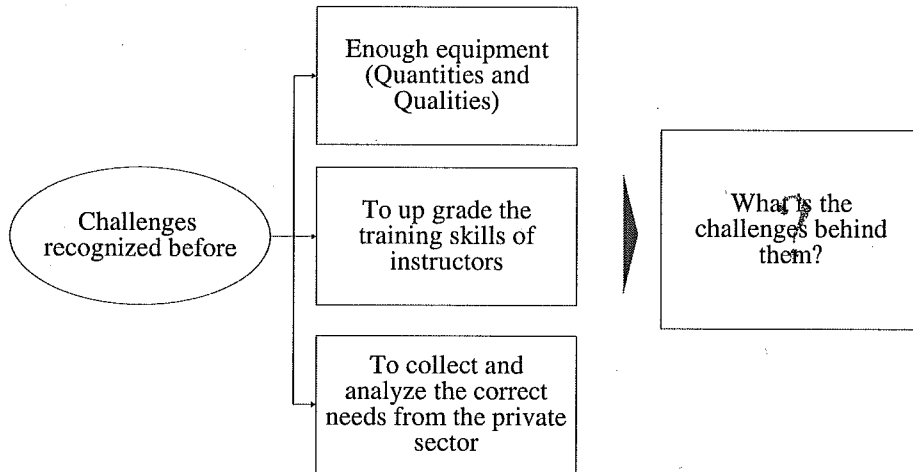 Enough equipment
(Quantities and
Qualities)
Challenges
recognized before
To up grade the
training skills of
instructors
What is the
challenges behind
them?
To collect and
analyze the correct
needs from the private
sector